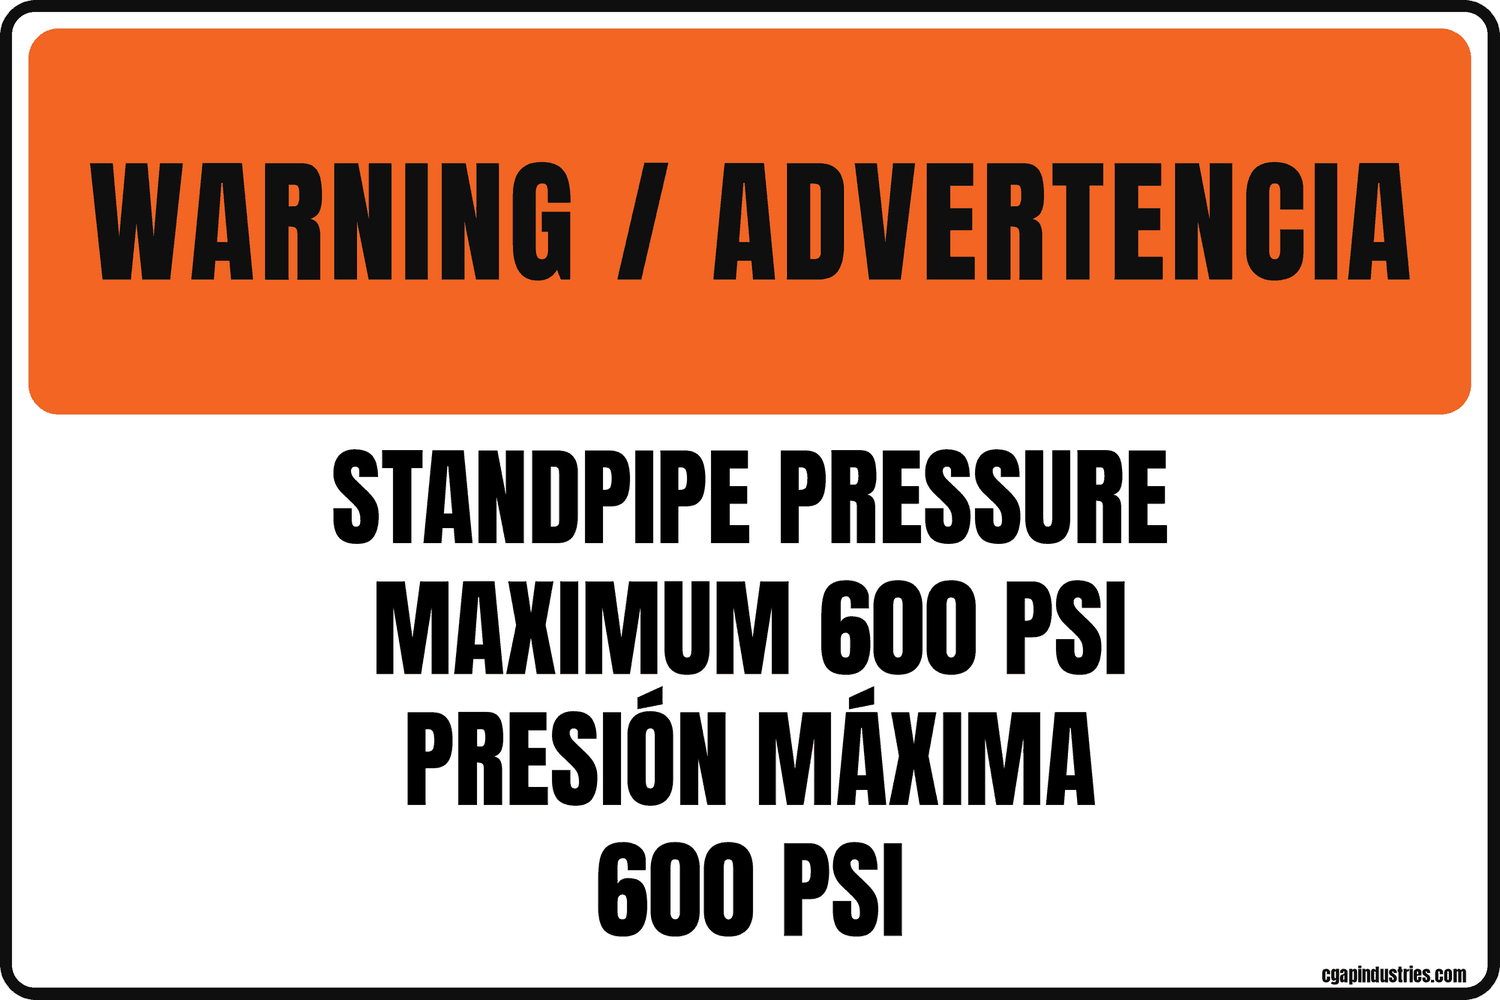 WARNING / ADVERTENCIA
STANDPIPE PRESSURE
MAXIMUM 600 PSI
PRESIÓN MÁXIMA
600 PSI
cgapindustries.com